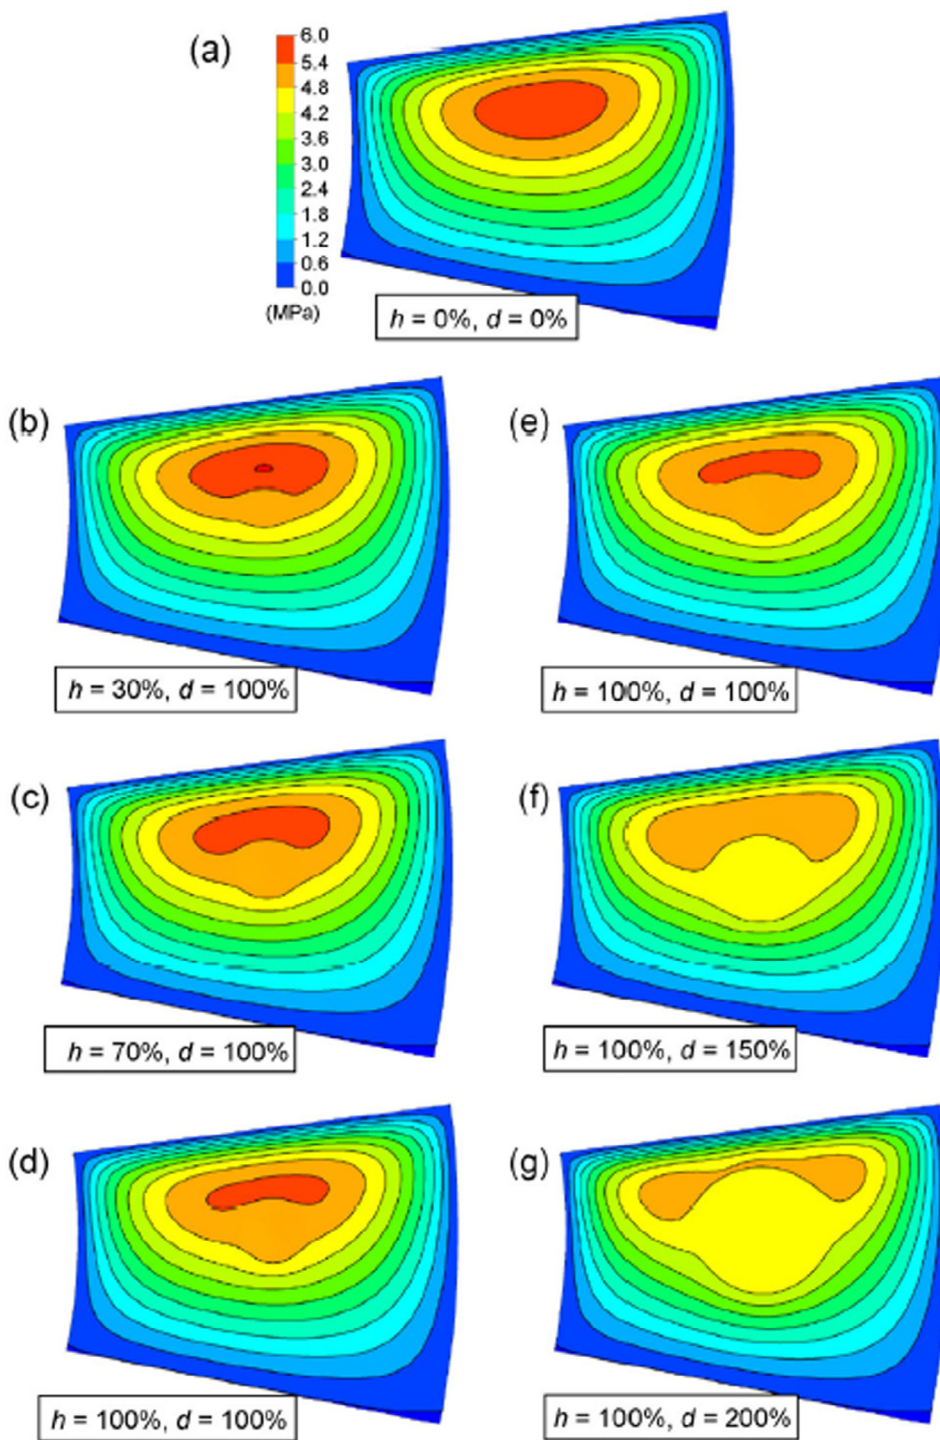 (a)
6.0
5.4
4.8
4.2
3.6
3.0
2.4
1.8
1.2
0.6
0.0
(MPa)
h = 0%, d = 0%
(b)
h = 30%, d = 100%
(e)
h = 100%, d = 100%
(c)
h = 70%, d = 100%
(f)
h = 100%, d = 150%
(d)
h = 100%, d = 100%
(g)
h = 100%, d = 200%